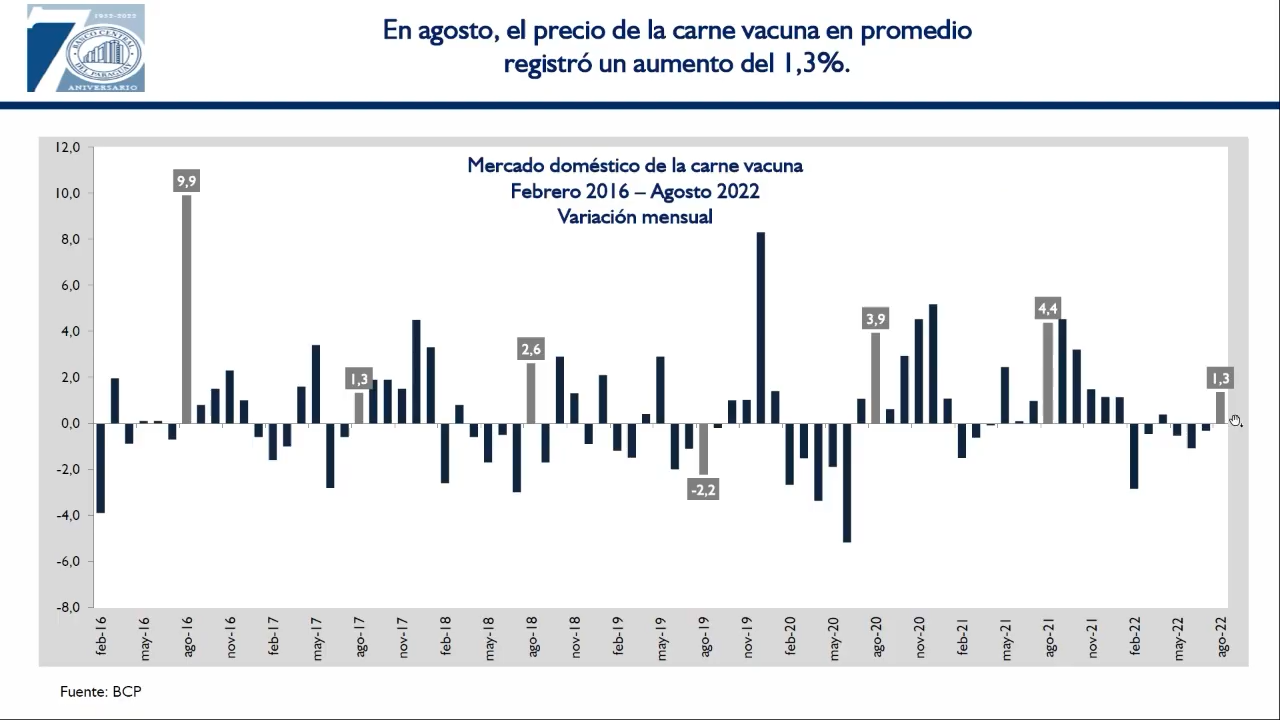 1952-2022
BANCO CENTRAL
DEL PARAGUAY
ANIVERSARIO
En agosto, el precio de la carne vacuna en promedio
registró un aumento del 1,3%.
Mercado doméstico de la carne vacuna
Febrero 2016 – Agosto 2022
Variación mensual
12,0
10,0
8,0
6,0
4,0
2,0
0,0
-2,0
-4,0
-6,0
-8,0
9,9
1,3
2,6
-2,2
3,9
4,4
1,3
feb-16
may-16
ago-16
nov-16
feb-17
may-17
ago-17
nov-17
feb-18
may-18
ago-18
nov-18
feb-19
may-19
ago-19
nov-19
feb-20
may-20
ago-20
nov-20
feb-21
may-21
ago-21
nov-21
feb-22
may-22
ago-22
Fuente: BCP